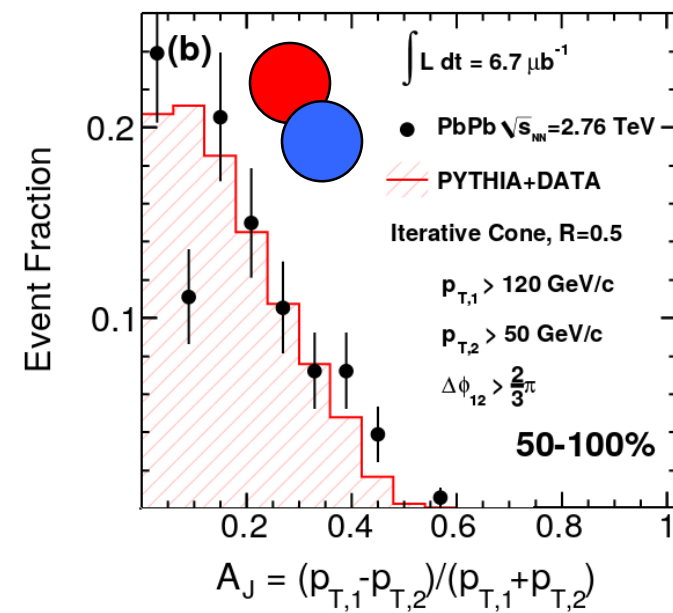 (b)
∫ L dt = 6.7 μb⁻¹
PbPb √s_NN=2.76 TeV
PYTHIA+DATA
Iterative Cone, R=0.5
p_T,1 > 120 GeV/c
p_T,2 > 50 GeV/c
Δϕ_12 > 2/3 π
50-100%
Event Fraction
0.2
0.1
0.2 0.4 0.6 0.8 1
A_J = (p_T,1-p_T,2)/(p_T,1+p_T,2)